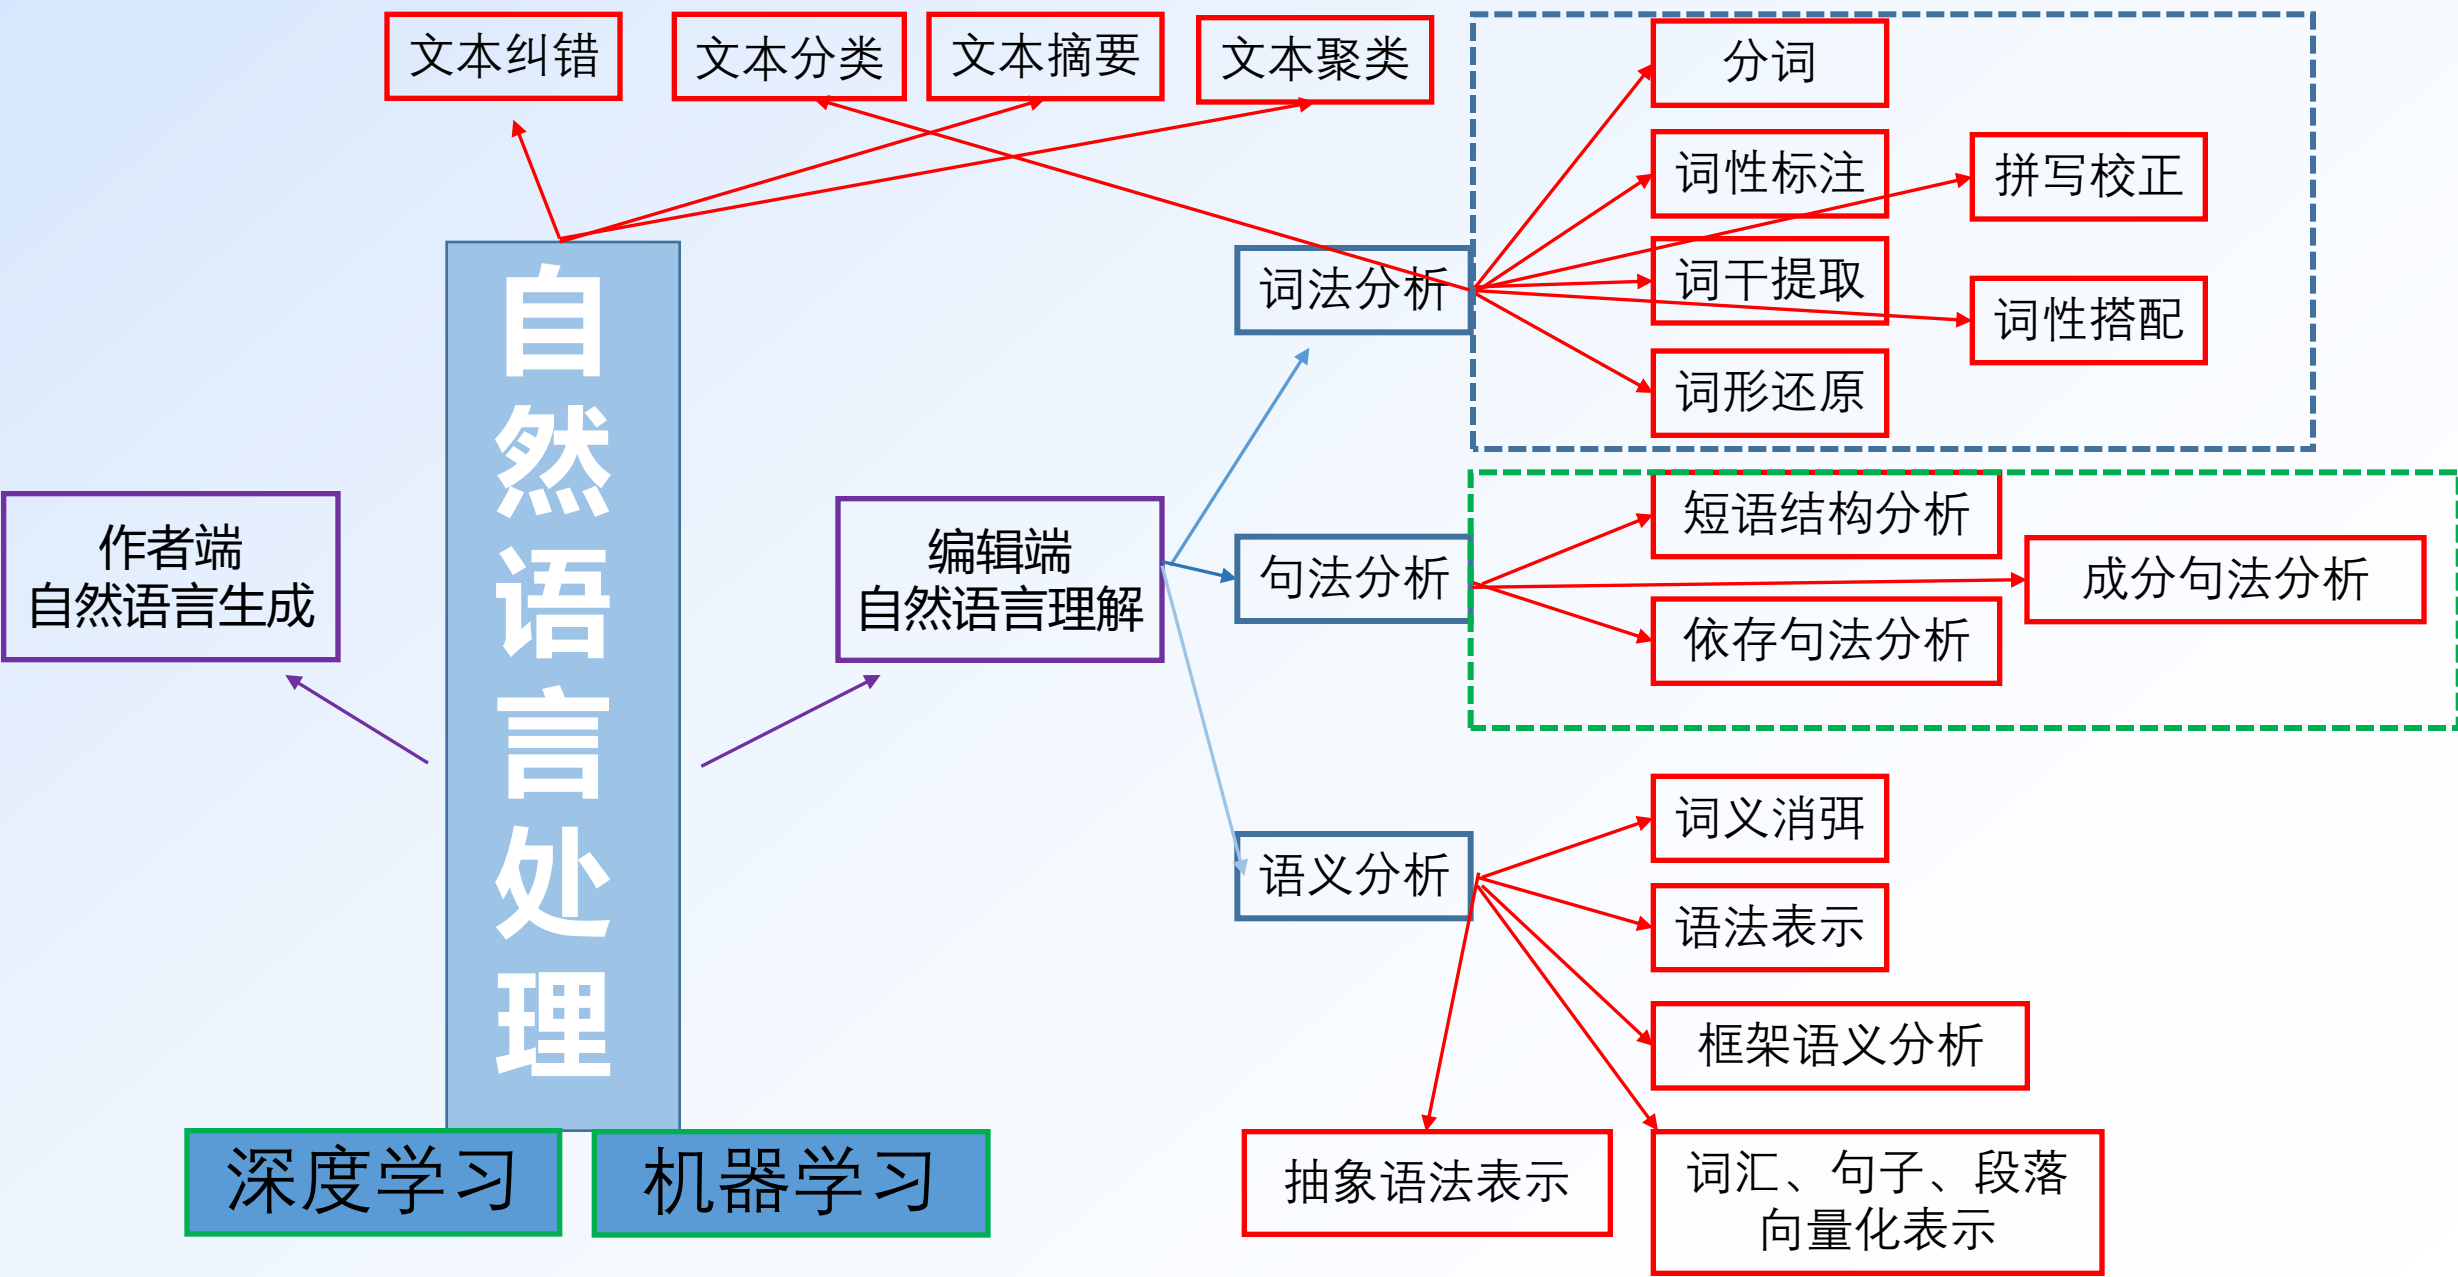 文本纠错
文本分类
文本摘要
文本聚类
分词
词性标注
拼写校正
词法分析
词干提取
词性搭配
词形还原
自
然
语
言
处
理
作者端
自然语言生成
编辑端
自然语言理解
短语结构分析
句法分析
成分句法分析
依存句法分析
词义消弭
语义分析
语法表示
框架语义分析
抽象语法表示
词汇、句子、段落
向量化表示
深度学习
机器学习